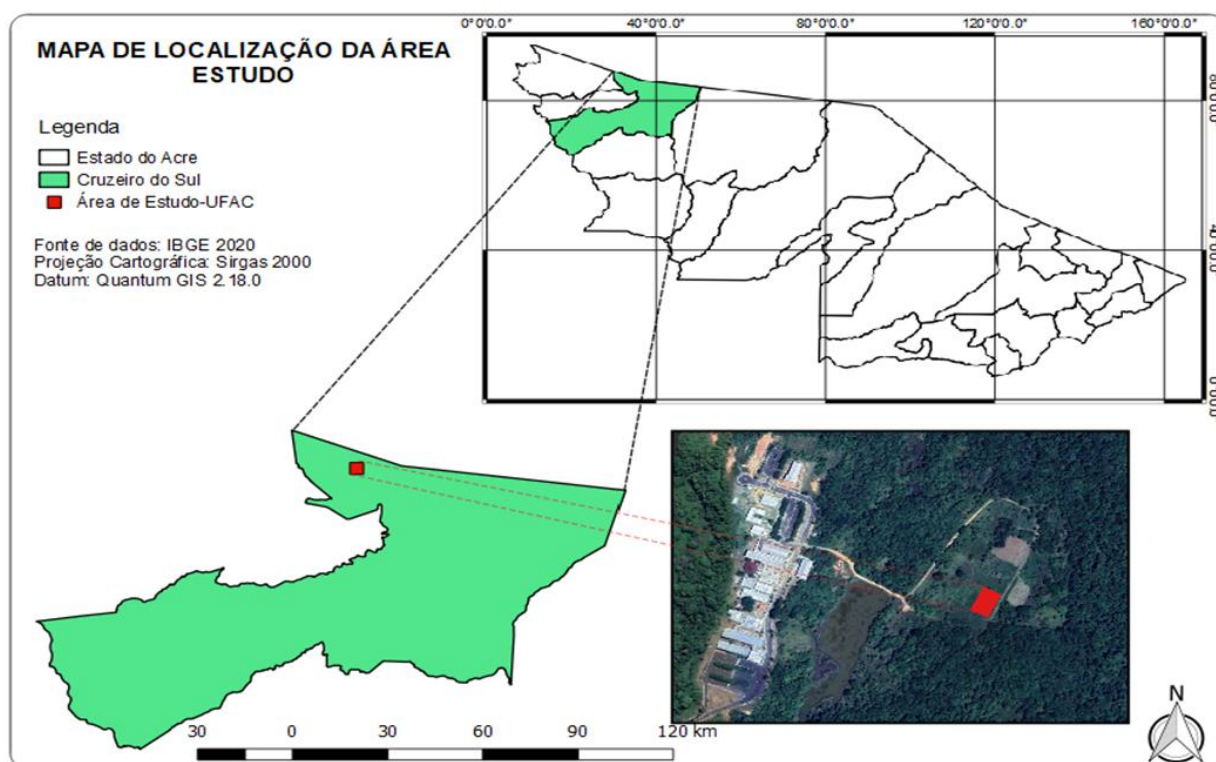 MAPA DE LOCALIZAÇÃO DA ÁREA
ESTUDO
Legenda
Estado do Acre
Cruzeiro do Sul
Área de Estudo-UFAC
Fonte de dados: IBGE 2020
Projeção Cartográfica: Sirgas 2000
Datum: Quantum GIS 2.18.0
0°0'0.0" 40°0'0.0" 80°0'0.0" 120°0'0.0" 160°0'0.0"
30 0 30 60 90 120 km
N